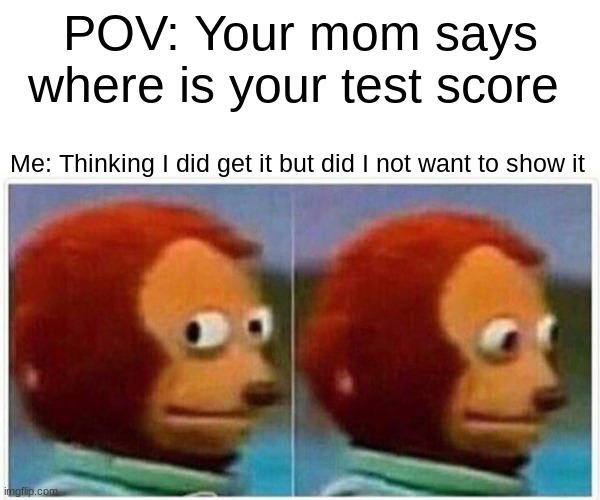 POV: Your mom says
where is your test score
Me: Thinking I did get it but did I not want to show it
imgflip.com